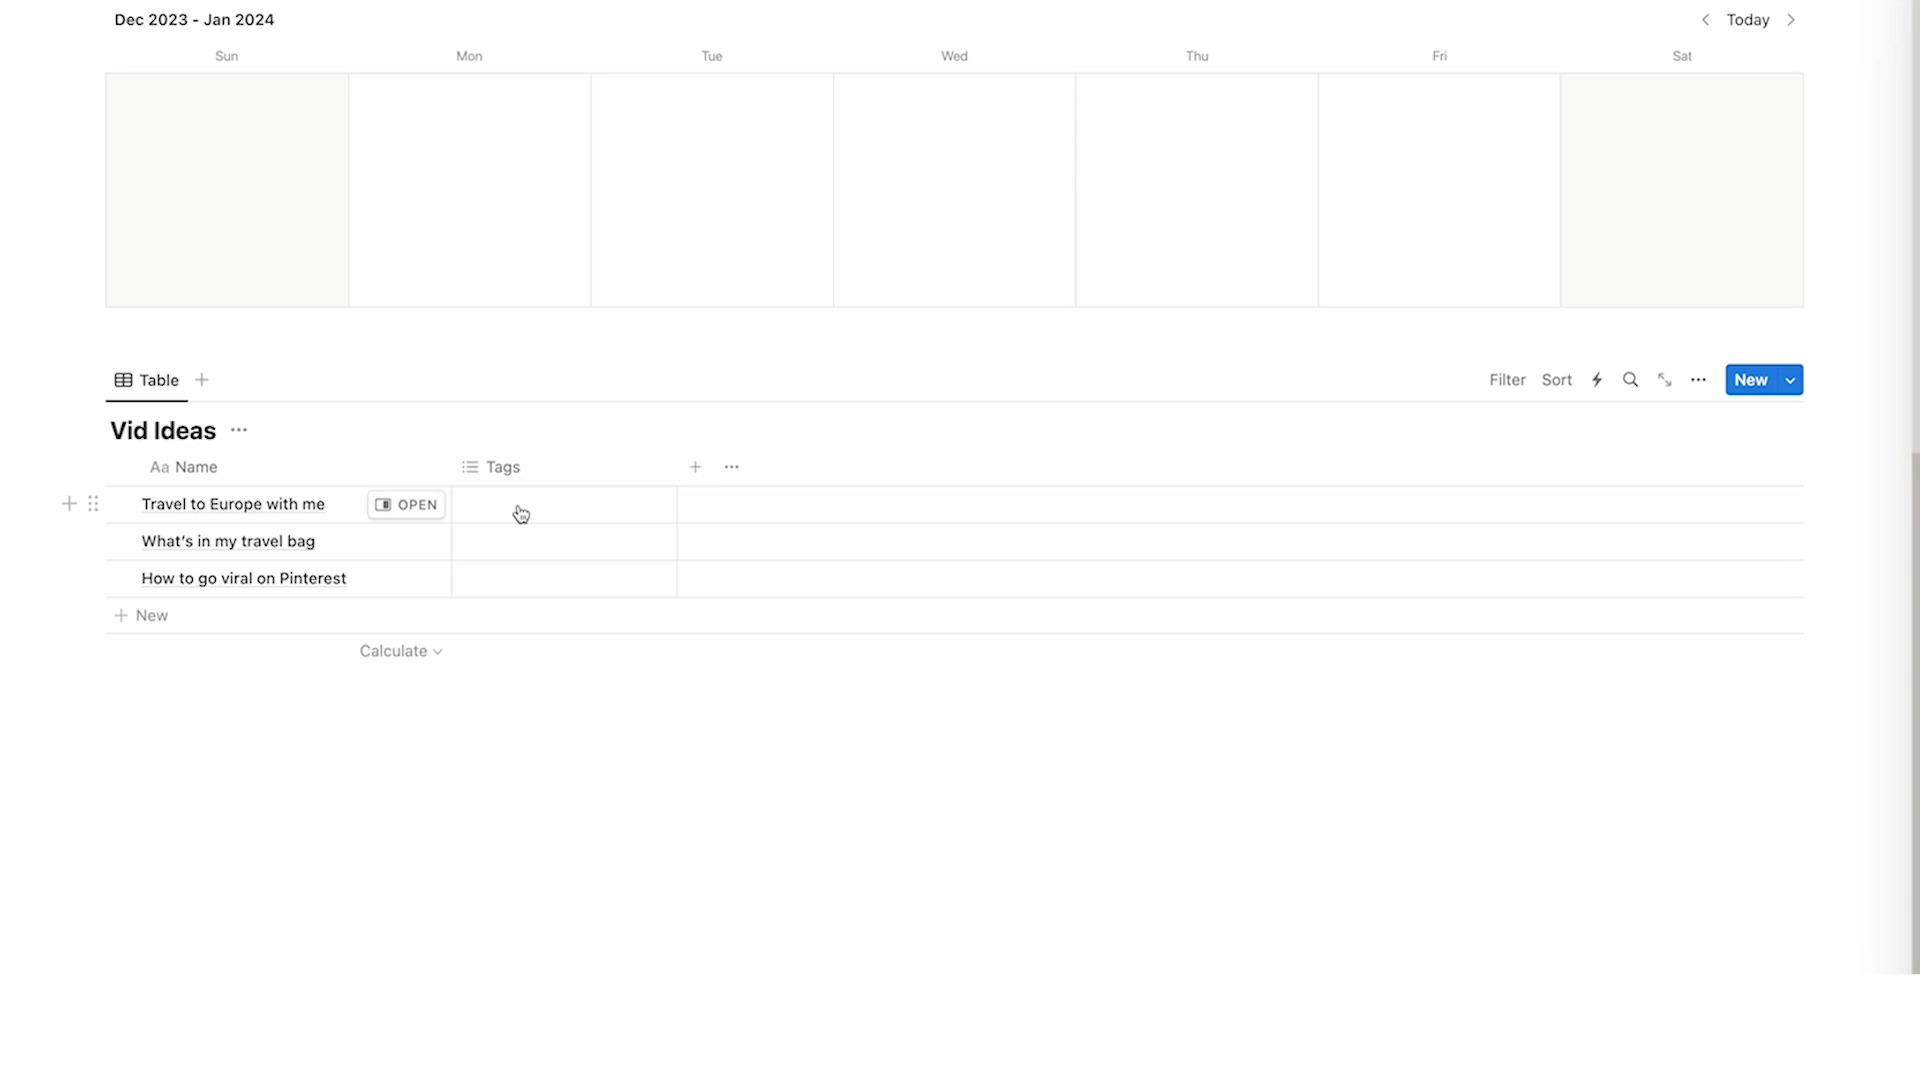 Dec 2023 - Jan 2024
Today
Sun Mon Tue Wed Thu Fri Sat
Table
Filter Sort New
Vid Ideas
Aa Name Tags
Travel to Europe with me OPEN
What's in my travel bag
How to go viral on Pinterest
New
Calculate